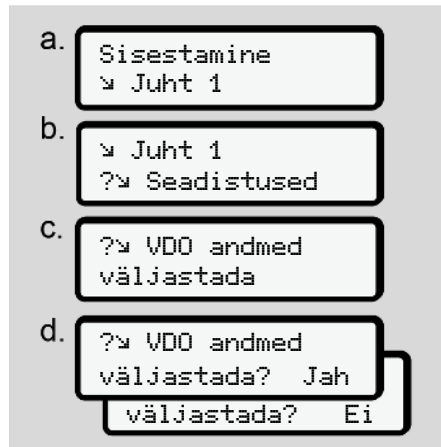 a.
Sisestamine
↘ Juht 1
b.
↘ Juht 1
?↘ Seadistused
c.
?↘ VDO andmed
väljastada
d.
?↘ VDO andmed
väljastada? Jah
väljastada? Ei